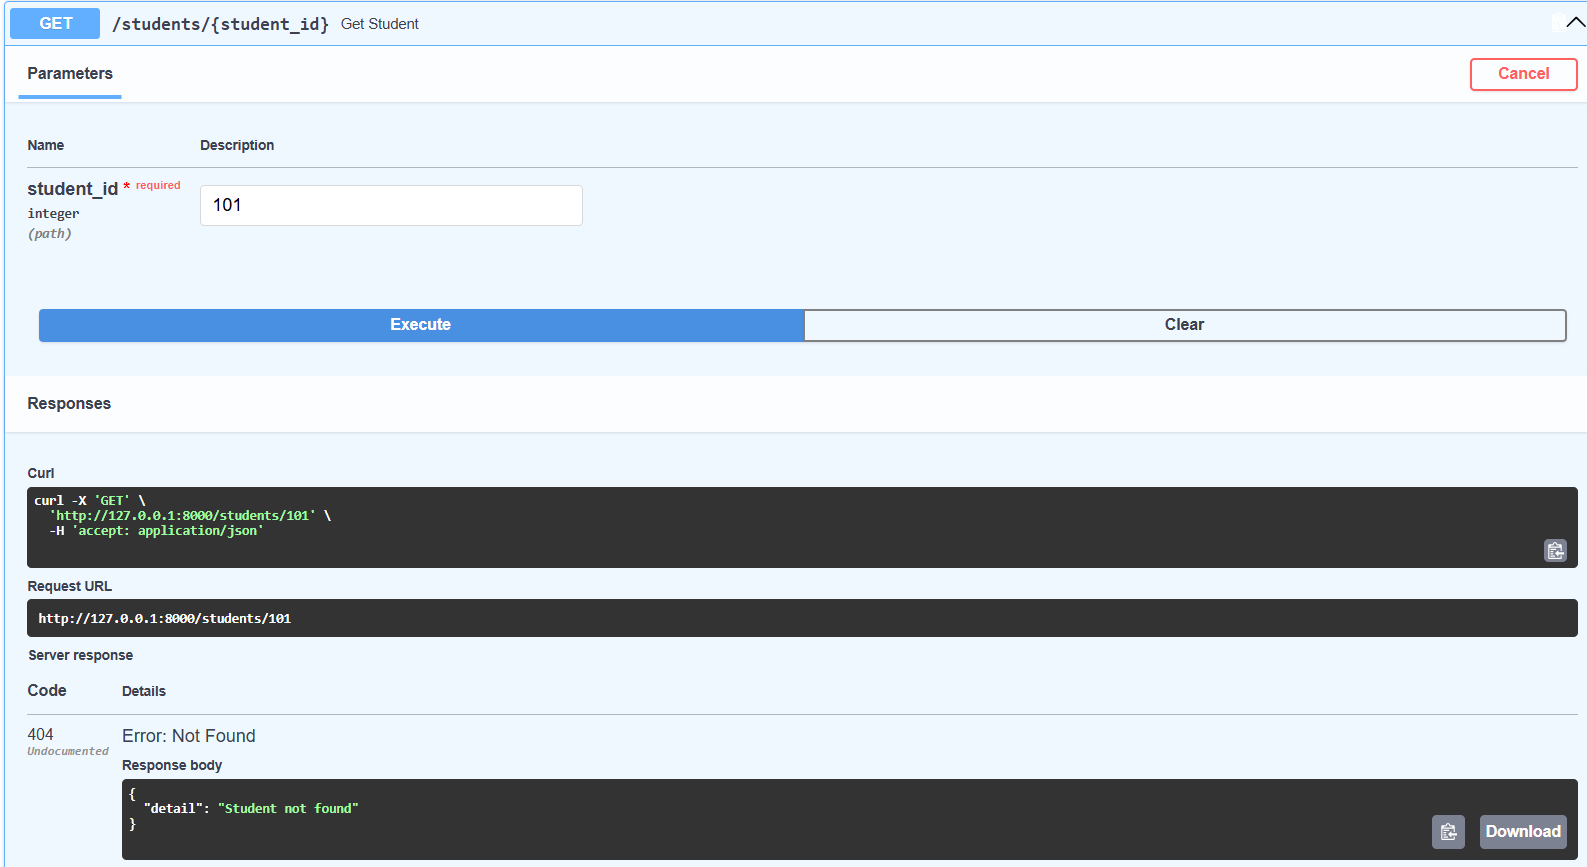 GET /students/{student_id} Get Student
Parameters
Cancel
Name Description
student_id * required
integer
(path)
101
Execute Clear
Responses
Curl
curl -X 'GET' \
'http://127.0.0.1:8000/students/101' \
-H 'accept: application/json'
Request URL
http://127.0.0.1:8000/students/101
Server response
Code Details
404 Error: Not Found
Undocumented
Response body
{
"detail": "Student not found"
}
Download